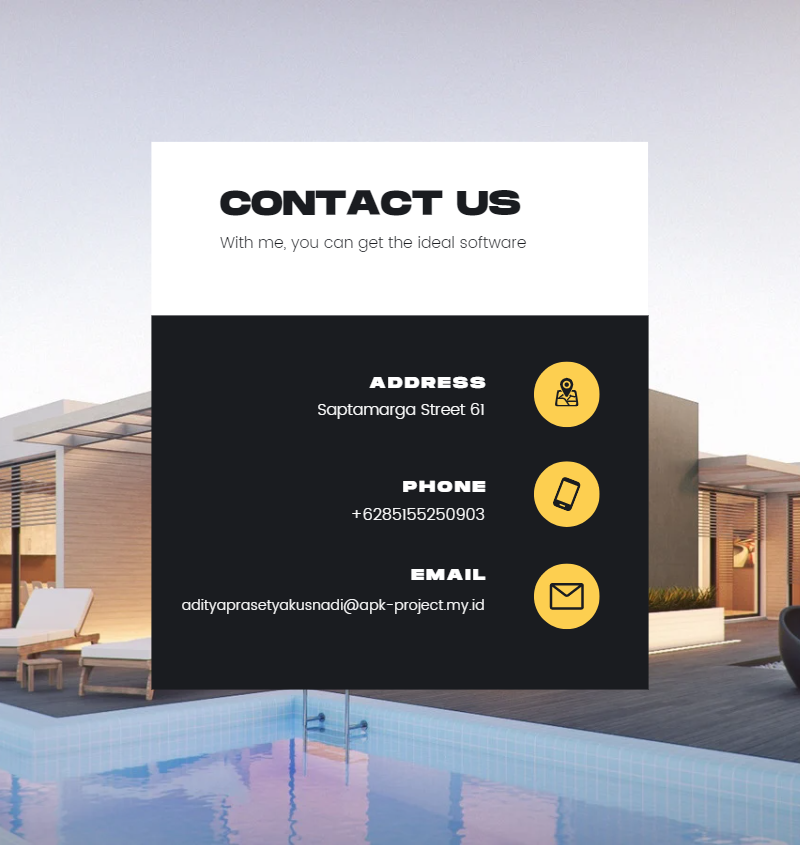 CONTACT US
With me, you can get the ideal software
ADDRESS
Saptamarga Street 61
PHONE
+6285155250903
EMAIL
adityaprasetyakusnadi@apk-project.my.id